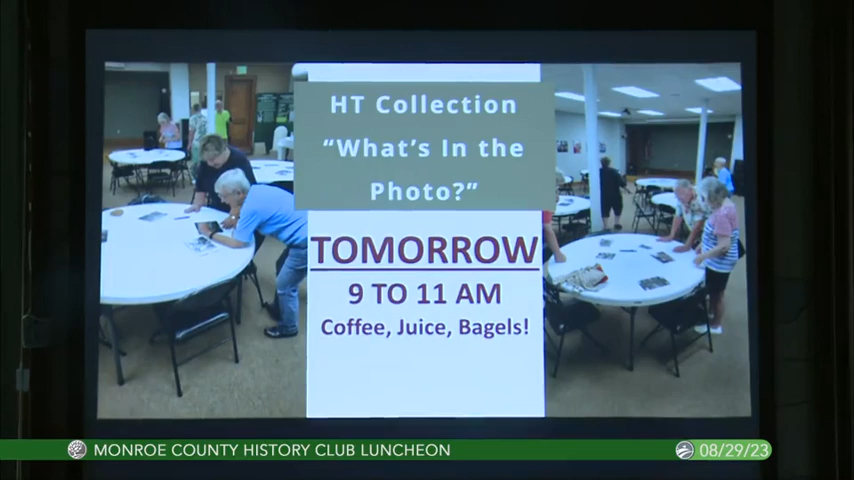 HT Collection
“What’s In the
Photo?”
TOMORROW
9 TO 11 AM
Coffee, Juice, Bagels!
MONROE COUNTY HISTORY CLUB LUNCHEON
08/29/23